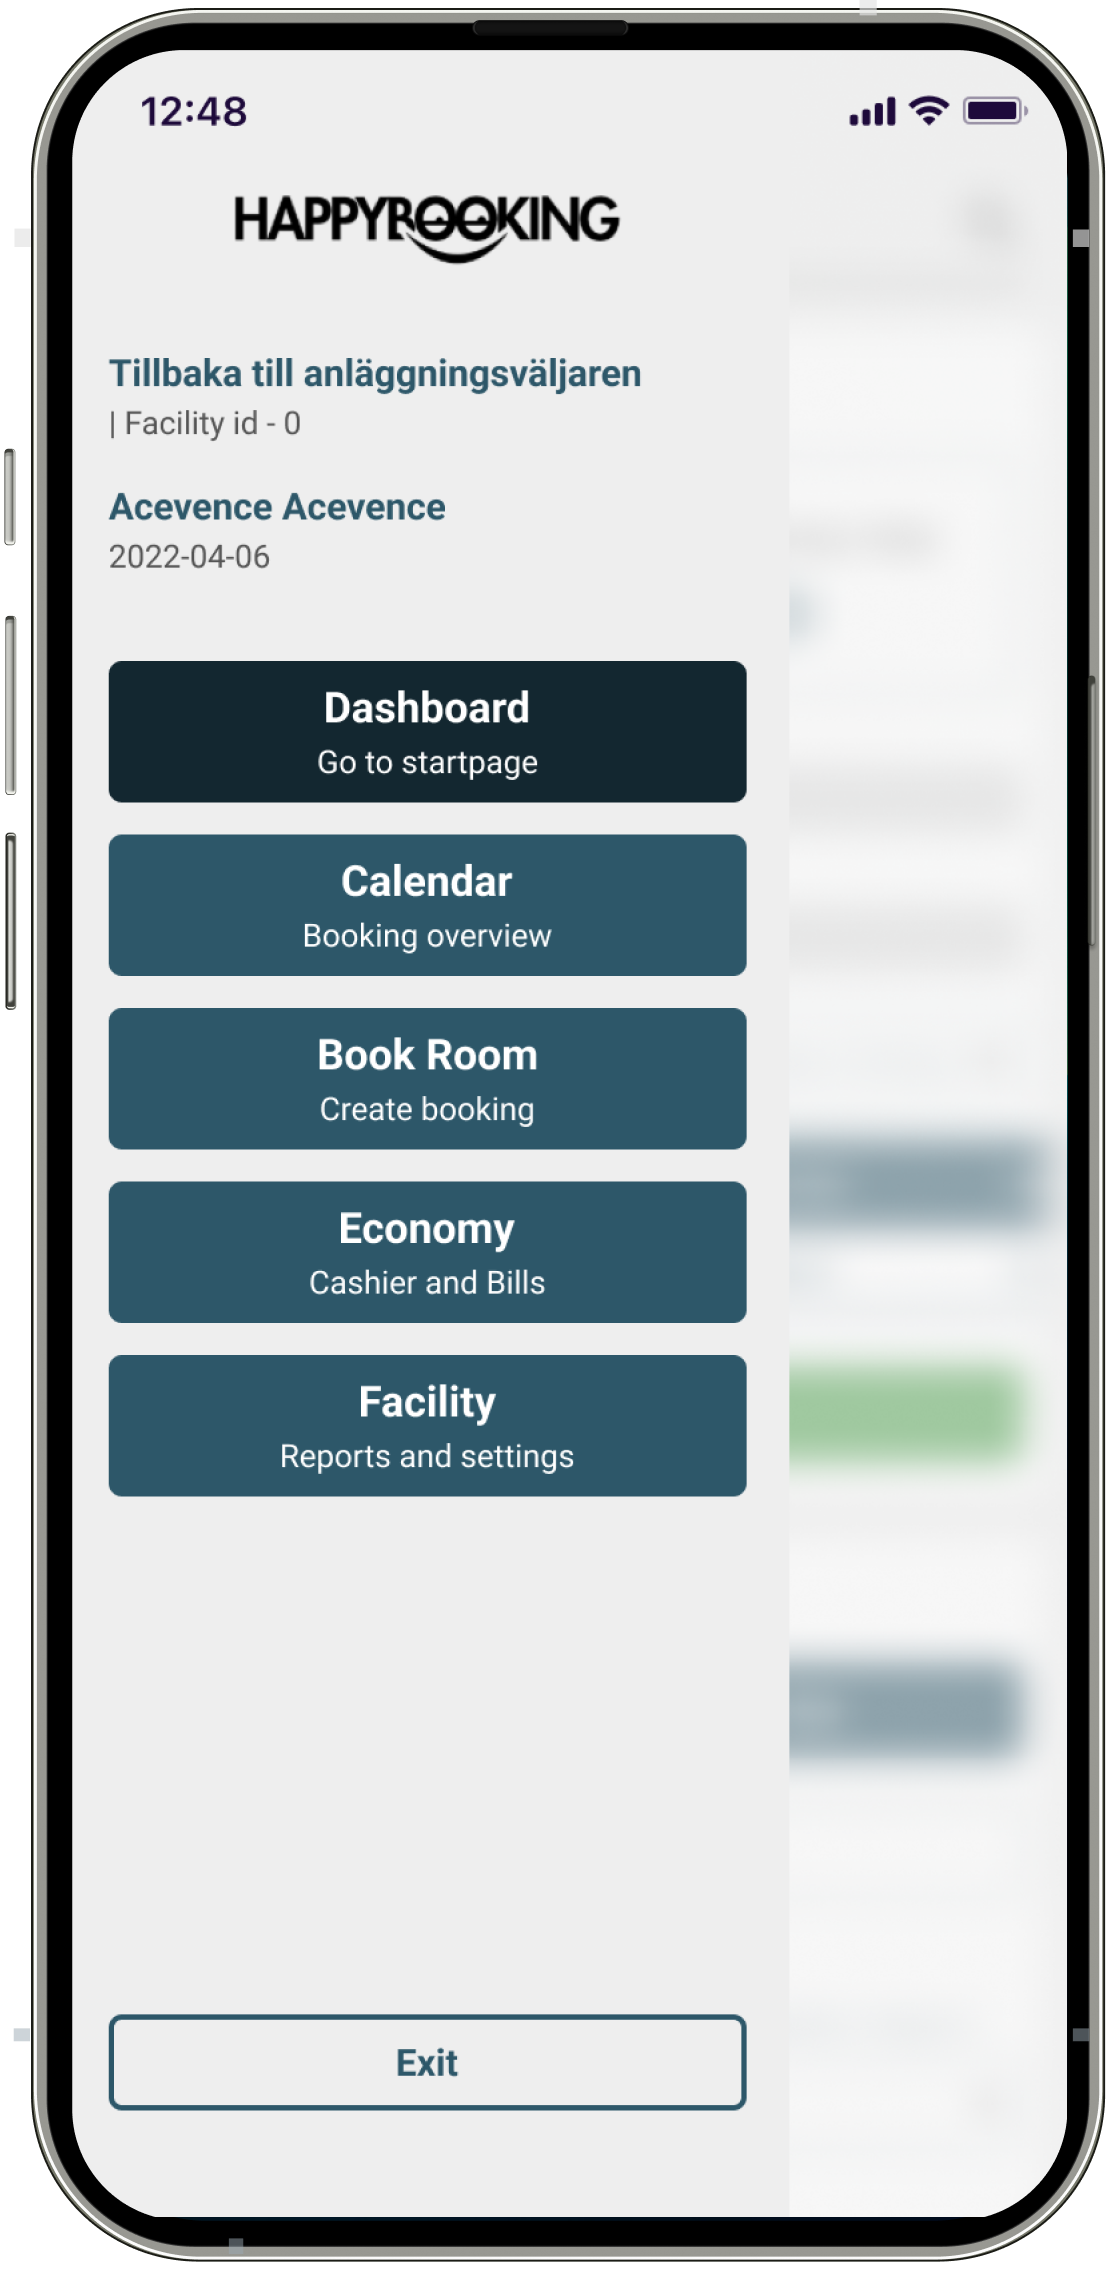 12:48
HAPPYBOOKING
Tillbaka till anläggningsväljaren
| Facility id - 0
Acevence Acevence
2022-04-06
Dashboard
Go to startpage
Calendar
Booking overview
Book Room
Create booking
Economy
Cashier and Bills
Facility
Reports and settings
Exit